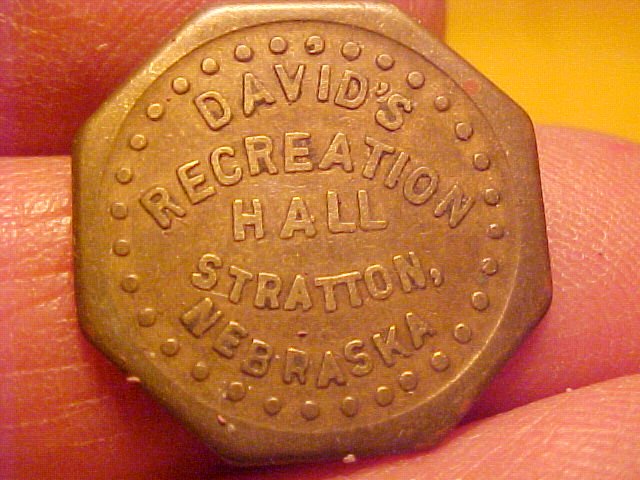 DAVID'S
RECREATION
HALL
STRATTON,
NEBRASKA